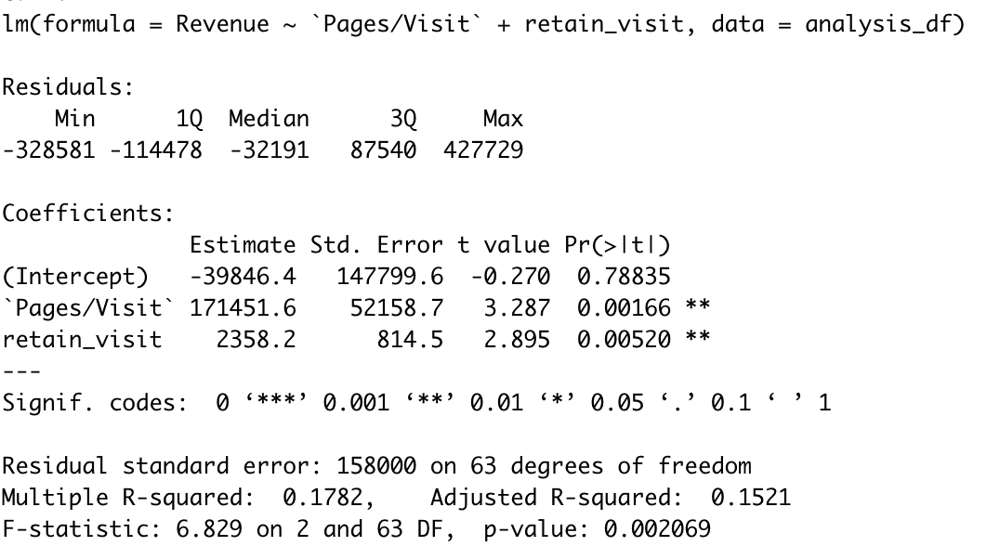 lm(formula = Revenue ~ `Pages/Visit` + retain_visit, data = analysis_df)
Residuals:
Min 1Q Median 3Q Max
-328581 -114478 -32191 87540 427729
Coefficients:
Estimate Std. Error t value Pr(>|t|)
(Intercept) -39846.4 147799.6 -0.270 0.78835
`Pages/Visit` 171451.6 52158.7 3.287 0.00166 **
retain_visit 2358.2 814.5 2.895 0.00520 **
---
Signif. codes: 0 ‘***’ 0.001 ‘**’ 0.01 ‘*’ 0.05 ‘.’ 0.1 ‘ ’ 1
Residual standard error: 158000 on 63 degrees of freedom
Multiple R-squared: 0.1782, Adjusted R-squared: 0.1521
F-statistic: 6.829 on 2 and 63 DF, p-value: 0.002069